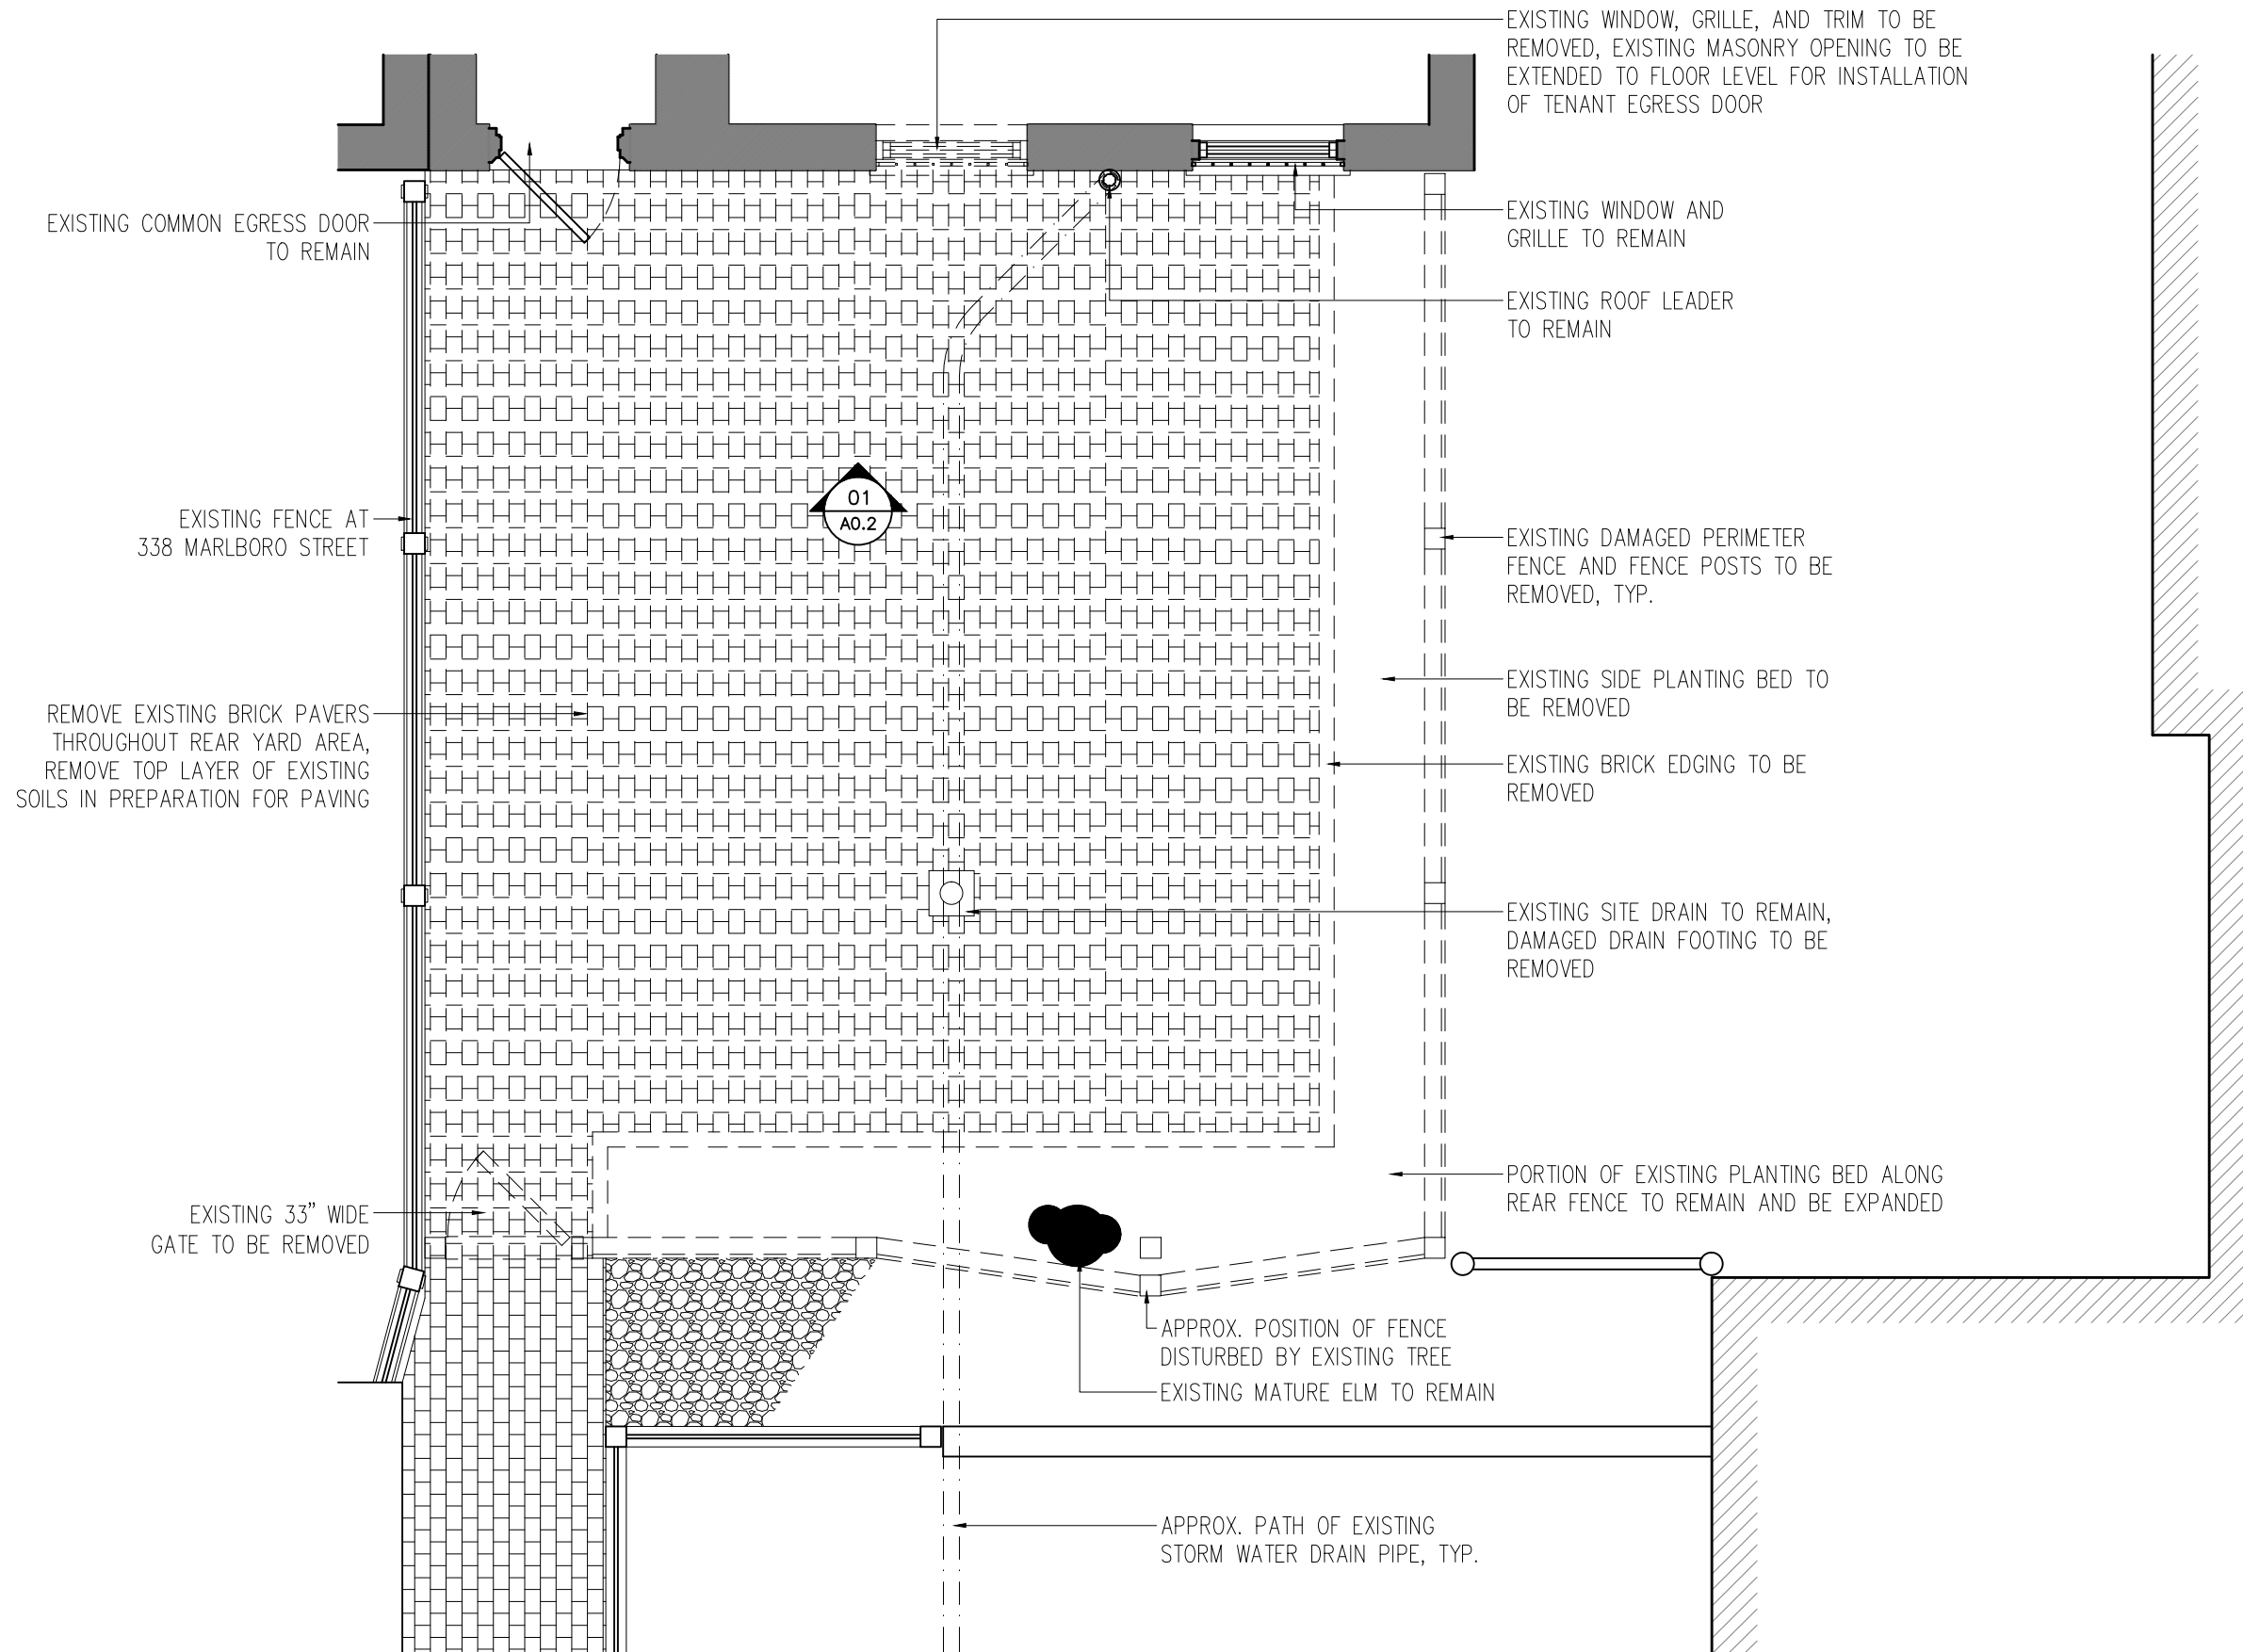 EXISTING WINDOW, GRILLE, AND TRIM TO BE
REMOVED, EXISTING MASONRY OPENING TO BE
EXTENDED TO FLOOR LEVEL FOR INSTALLATION
OF TENANT EGRESS DOOR
EXISTING COMMON EGRESS DOOR
TO REMAIN
EXISTING WINDOW AND
GRILLE TO REMAIN
EXISTING ROOF LEADER
TO REMAIN
01
A0.2
EXISTING FENCE AT
338 MARLBORO STREET
EXISTING DAMAGED PERIMETER
FENCE AND FENCE POSTS TO BE
REMOVED, TYP.
EXISTING SIDE PLANTING BED TO
BE REMOVED
REMOVE EXISTING BRICK PAVERS
THROUGHOUT REAR YARD AREA,
REMOVE TOP LAYER OF EXISTING
SOILS IN PREPARATION FOR PAVING
EXISTING BRICK EDGING TO BE
REMOVED
EXISTING SITE DRAIN TO REMAIN,
DAMAGED DRAIN FOOTING TO BE
REMOVED
PORTION OF EXISTING PLANTING BED ALONG
REAR FENCE TO REMAIN AND BE EXPANDED
EXISTING 33" WIDE
GATE TO BE REMOVED
APPROX. POSITION OF FENCE
DISTURBED BY EXISTING TREE
EXISTING MATURE ELM TO REMAIN
APPROX. PATH OF EXISTING
STORM WATER DRAIN PIPE, TYP.